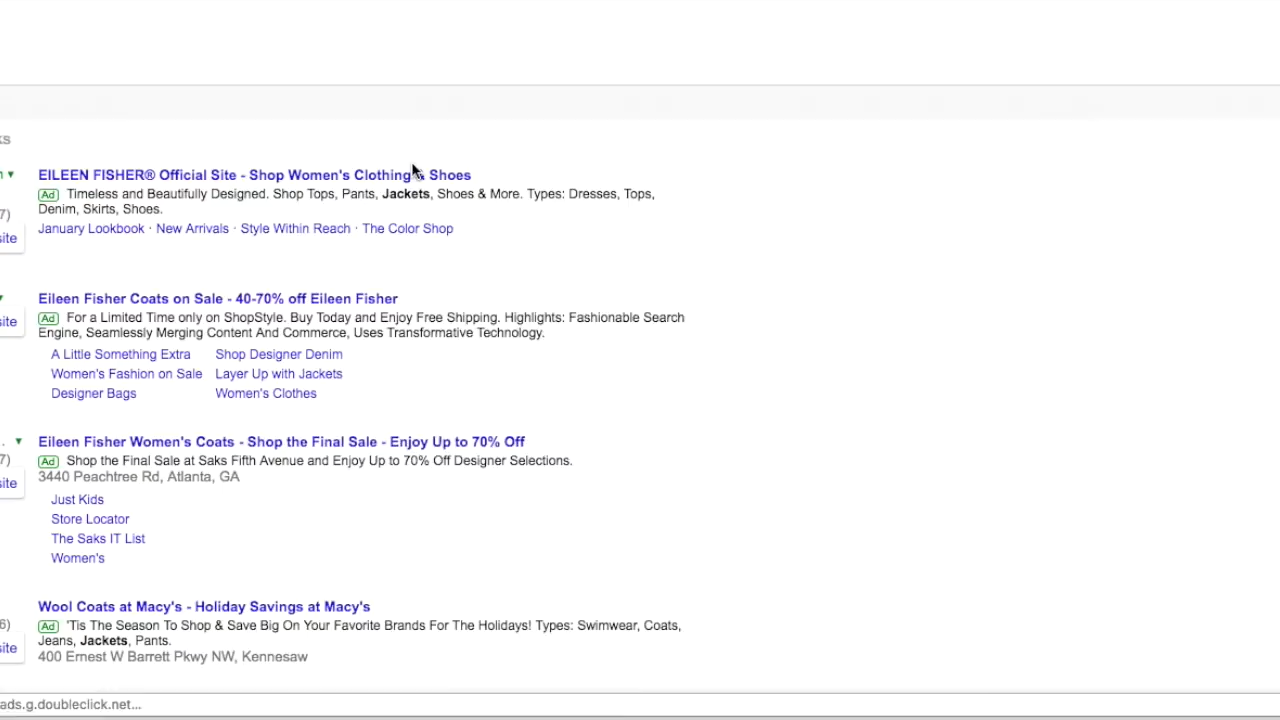 ks
EILEEN FISHER® Official Site - Shop Women's Clothing & Shoes
Ad Timeless and Beautifully Designed. Shop Tops, Pants, Jackets, Shoes & More. Types: Dresses, Tops,
7)
Denim, Skirts, Shoes.
January Lookbook · New Arrivals · Style Within Reach · The Color Shop
site
Eileen Fisher Coats on Sale - 40-70% off Eileen Fisher
Ad For a Limited Time only on ShopStyle. Buy Today and Enjoy Free Shipping. Highlights: Fashionable Search
site
Engine, Seamlessly Merging Content And Commerce, Uses Transformative Technology.
A Little Something Extra Shop Designer Denim
Women's Fashion on Sale Layer Up with Jackets
Designer Bags Women's Clothes
Eileen Fisher Women's Coats - Shop the Final Sale - Enjoy Up to 70% Off
7)
Ad Shop the Final Sale at Saks Fifth Avenue and Enjoy Up to 70% Off Designer Selections.
3440 Peachtree Rd, Atlanta, GA
site
Just Kids
Store Locator
The Saks IT List
Women's
Wool Coats at Macy's - Holiday Savings at Macy's
6)
Ad 'Tis The Season To Shop & Save Big On Your Favorite Brands For The Holidays! Types: Swimwear, Coats,
Jeans, Jackets, Pants.
site
400 Ernest W Barrett Pkwy NW, Kennesaw
ads.g.doubleclick.net...